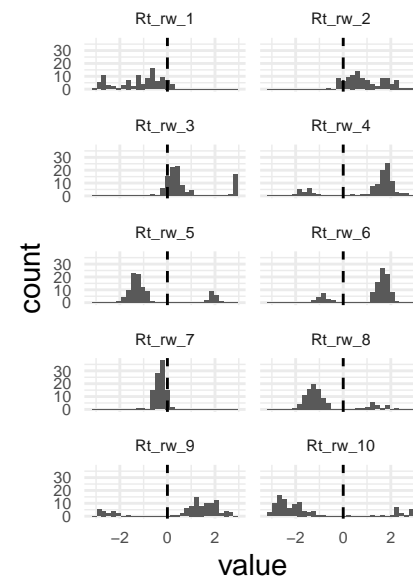 Rt_rw_1 Rt_rw_2
30
20
10
0
Rt_rw_3 Rt_rw_4
30
20
10
0
Rt_rw_5 Rt_rw_6
30
20
10
0
Rt_rw_7 Rt_rw_8
30
20
10
0
Rt_rw_9 Rt_rw_10
30
20
10
0
−2 0 2 −2 0 2
count
value